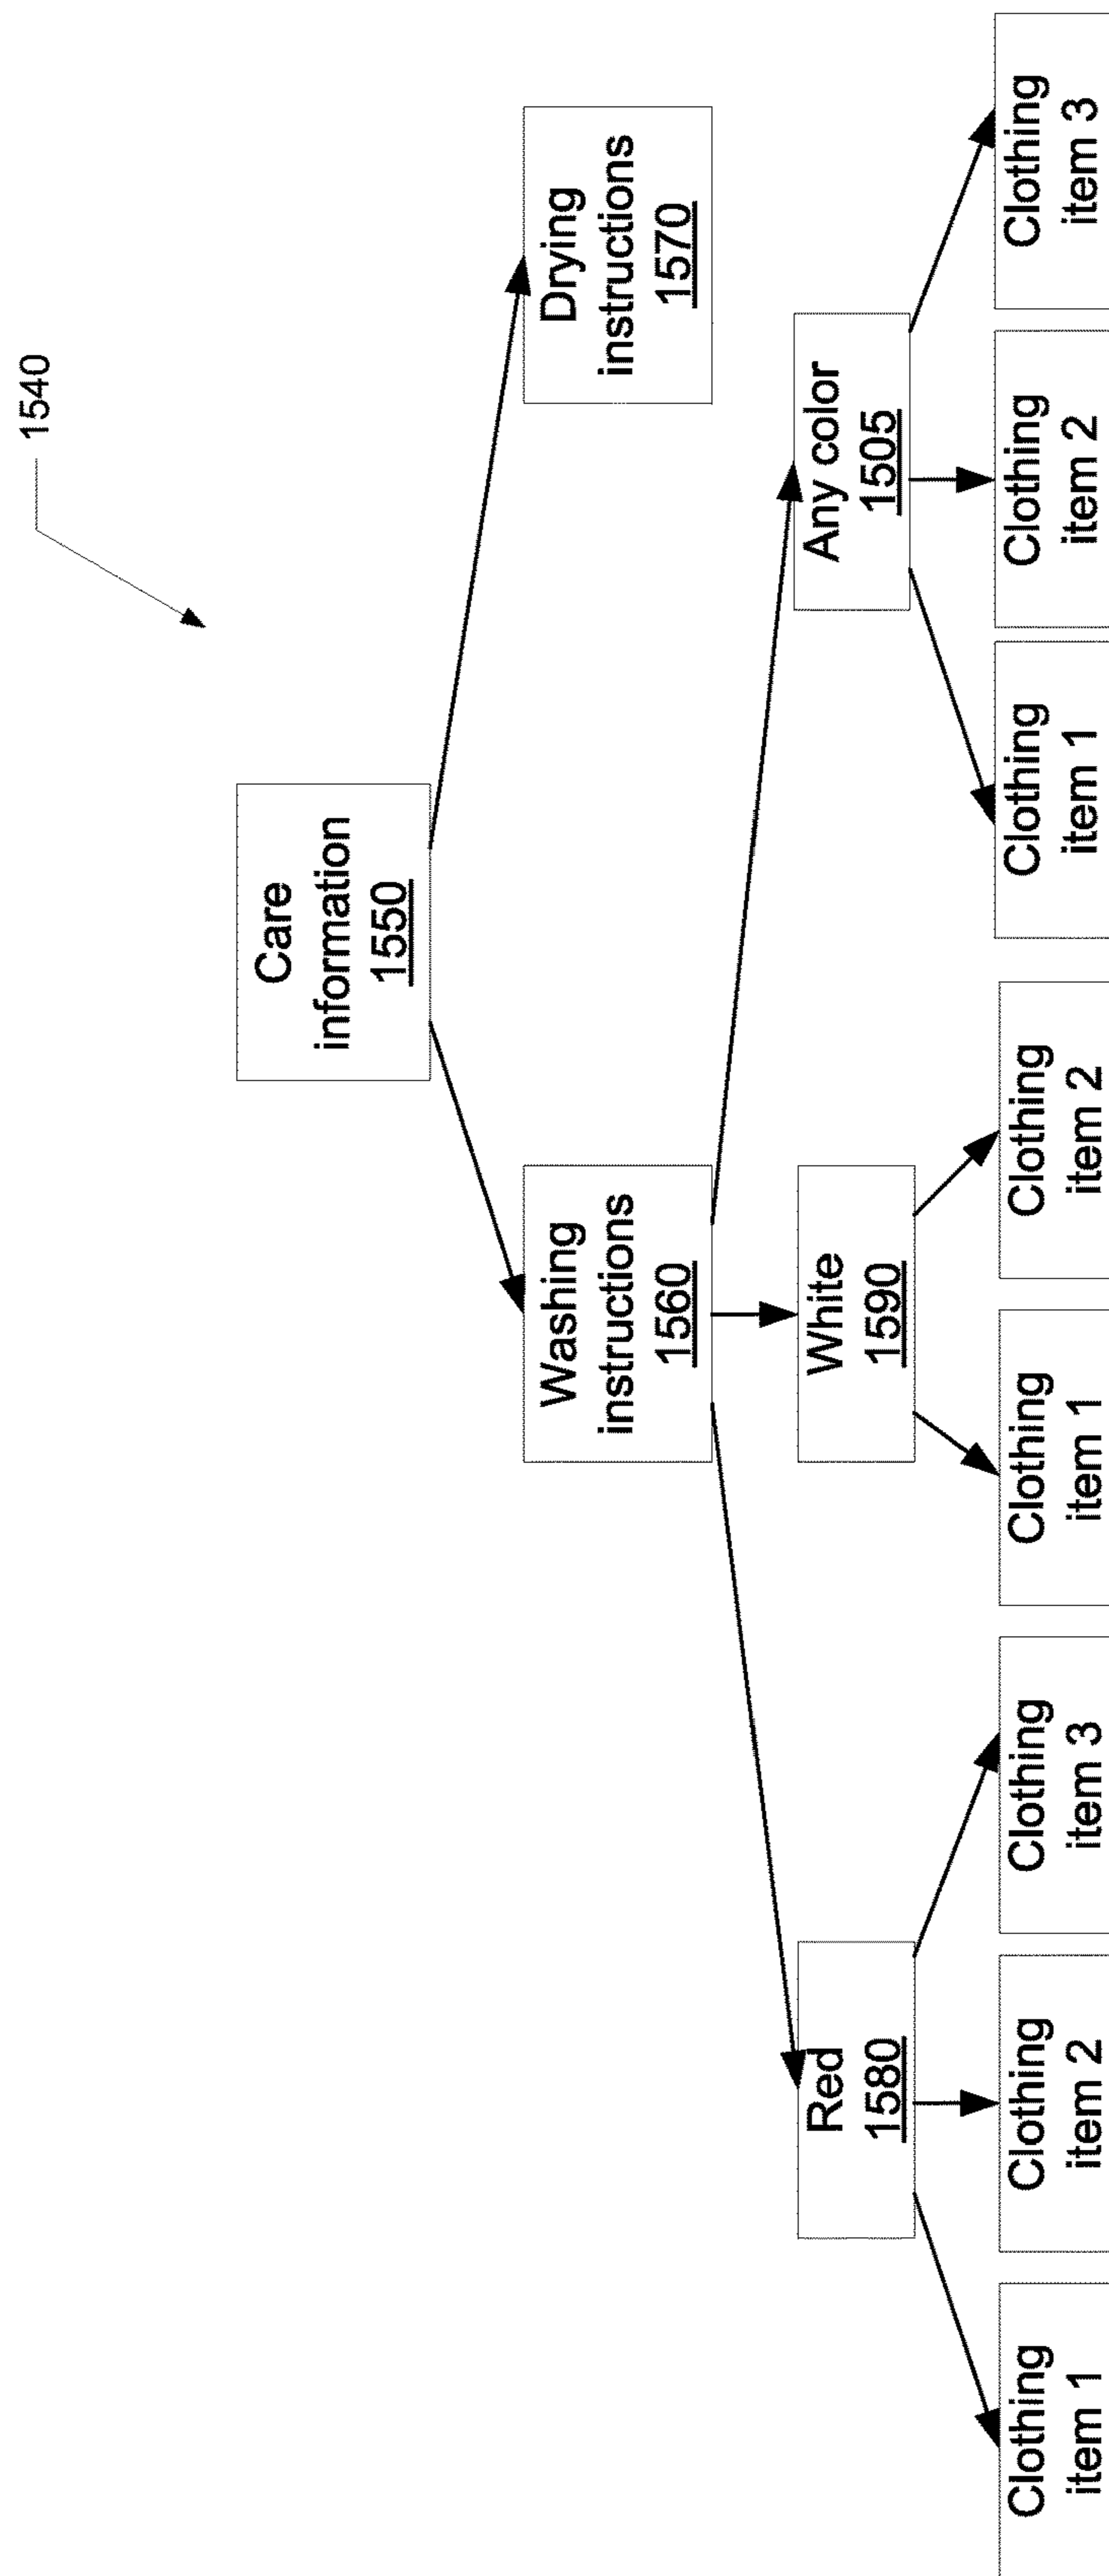 1540
Care
information
1550
Washing
instructions
1560
Drying
instructions
1570
Red
1580
White
1590
Any color
1505
Clothing
item 1
Clothing
item 2
Clothing
item 3
Clothing
item 1
Clothing
item 2
Clothing
item 1
Clothing
item 2
Clothing
item 3